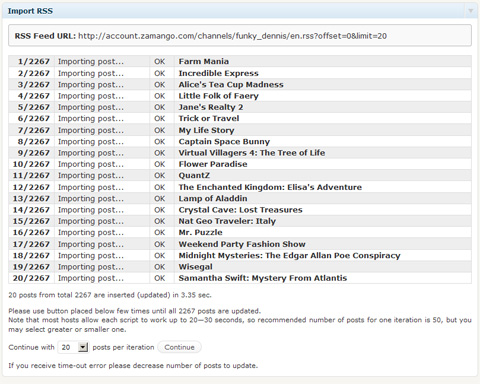 Import RSS
RSS Feed URL: http://account.zamango.com/channels/funky_dennis/en.rss?offset=0&limit=20
1/2267 Importing post... OK Farm Mania
2/2267 Importing post... OK Incredible Express
3/2267 Importing post... OK Alice's Tea Cup Madness
4/2267 Importing post... OK Little Folk of Faery
5/2267 Importing post... OK Jane's Realty 2
6/2267 Importing post... OK Trick or Travel
7/2267 Importing post... OK My Life Story
8/2267 Importing post... OK Captain Space Bunny
9/2267 Importing post... OK Virtual Villagers 4: The Tree of Life
10/2267 Importing post... OK Flower Paradise
11/2267 Importing post... OK QuantZ
12/2267 Importing post... OK The Enchanted Kingdom: Elisa's Adventure
13/2267 Importing post... OK Lamp of Aladdin
14/2267 Importing post... OK Crystal Cave: Lost Treasures
15/2267 Importing post... OK Nat Geo Traveler: Italy
16/2267 Importing post... OK Mr. Puzzle
17/2267 Importing post... OK Weekend Party Fashion Show
18/2267 Importing post... OK Midnight Mysteries: The Edgar Allan Poe Conspiracy
19/2267 Importing post... OK Wisegal
20/2267 Importing post... OK Samantha Swift: Mystery From Atlantis
20 posts from total 2267 are inserted (updated) in 3.35 sec.
Please use button placed below few times until all 2267 posts are updated.
Note that most hosts allow each script to work up to 20—30 seconds, so recommended number of posts for one iteration is 50, but you
may select greater or smaller one.
Continue with 20 posts per iteration Continue
If you receive time-out error please decrease number of posts to update.